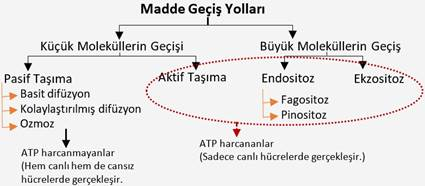 Madde Geçiş Yolları
Küçük Moleküllerin Geçişi
Büyük Moleküllerin Geçiş
Pasif Taşıma
Aktif Taşıma
Endositoz
Ekzositoz
Basit difüzyon
Kolaylaştırılmış difüzyon
Ozmoz
Fagositoz
Pinositoz
ATP harcanmayanlar
(Hem canlı hem de cansız
hücrelerde gerçekleşir.
ATP harcananlar
(Sadece canlı hücrelerde gerçekleşir.)